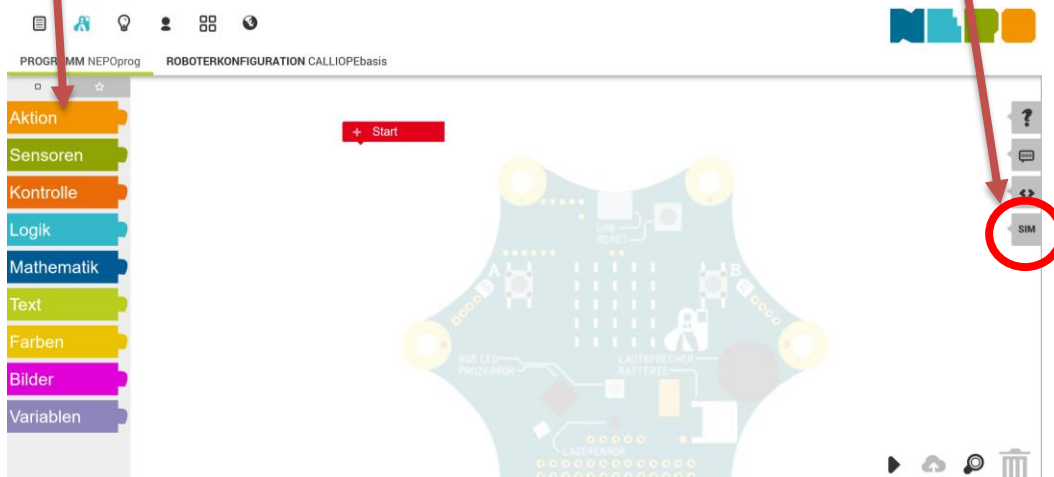 NEPO
PROGRAMM NEPOprog
ROBOTERKONFIGURATION CALLIOPEbasis
Aktion
Sensoren
Kontrolle
Logik
Mathematik
Text
Farben
Bilder
Variablen
+ Start
USB
RESET
A
B
RGB LED
PROZESSOR
LAUTSPRECHER
BATTERIE
LAGESENSOR
?
<>
SIM